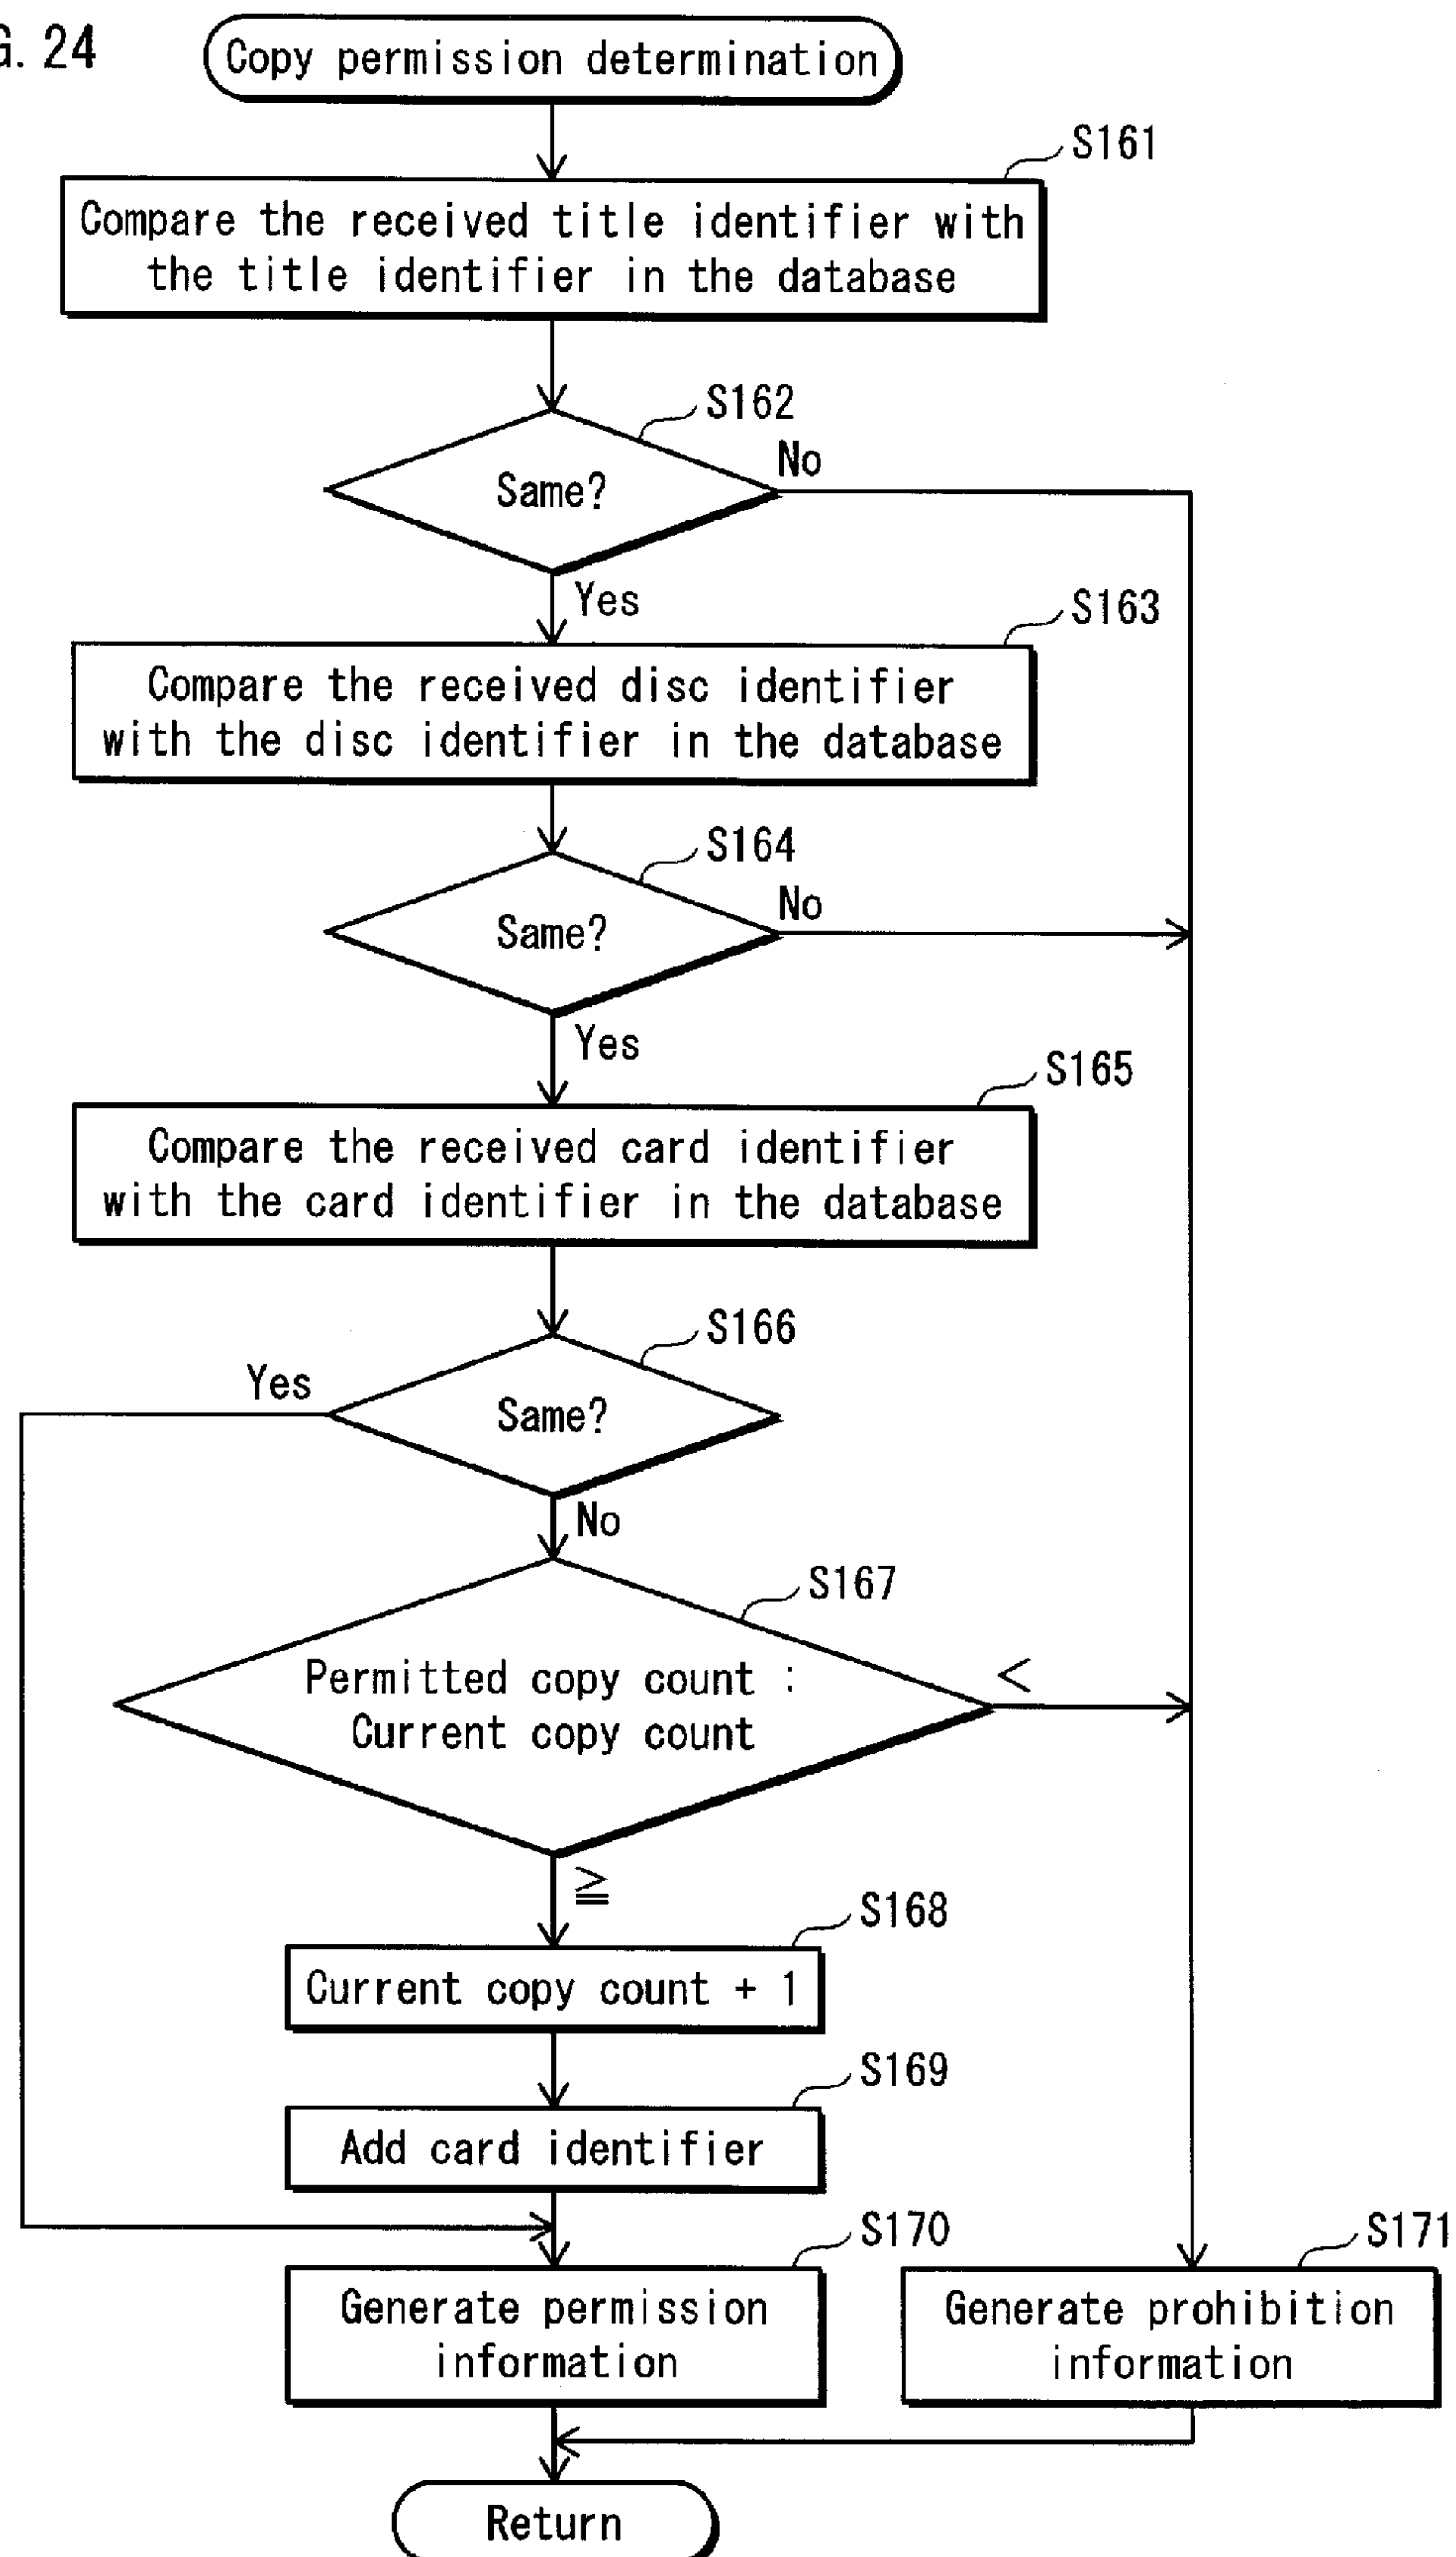 G. 24
Copy permission determination
S161
Compare the received title identifier with
the title identifier in the database
S162
Same?
No
Yes
S163
Compare the received disc identifier
with the disc identifier in the database
S164
Same?
No
Yes
S165
Compare the received card identifier
with the card identifier in the database
S166
Yes
Same?
No
S167
Permitted copy count :
Current copy count
<
≧
S168
Current copy count + 1
S169
Add card identifier
S170
Generate permission
information
S171
Generate prohibition
information
Return